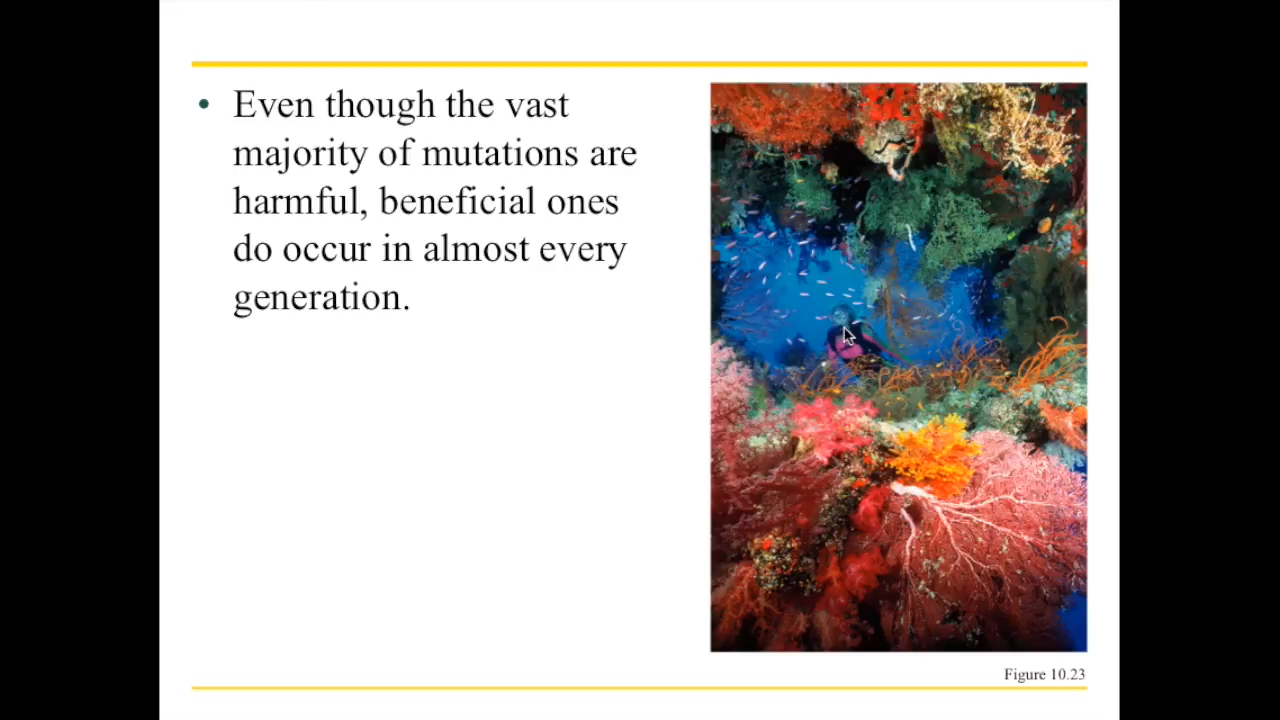 • Even though the vast
majority of mutations are
harmful, beneficial ones
do occur in almost every
generation.
Figure 10.23